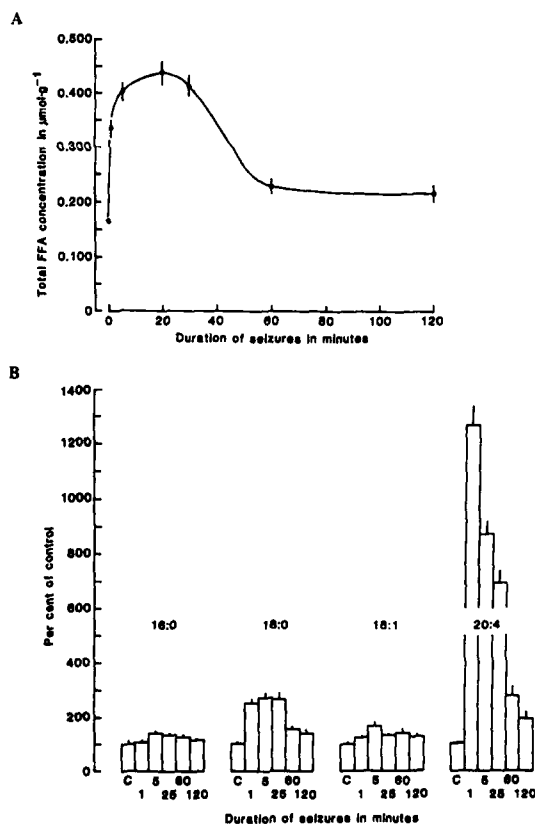 A
Total FFA concentration in µmol·g⁻¹
0.500
0.400
0.300
0.200
0.100
0
0 20 40 60 80 100 120
Duration of seizures in minutes
B
Per cent of control
1400
1200
1000
800
600
400
200
0
16:0 18:0 18:1 20:4
C 5 60 C 5 60 C 5 60 C 5 60
1 25 120 1 25 120 1 25 120 1 25 120
Duration of seizures in minutes